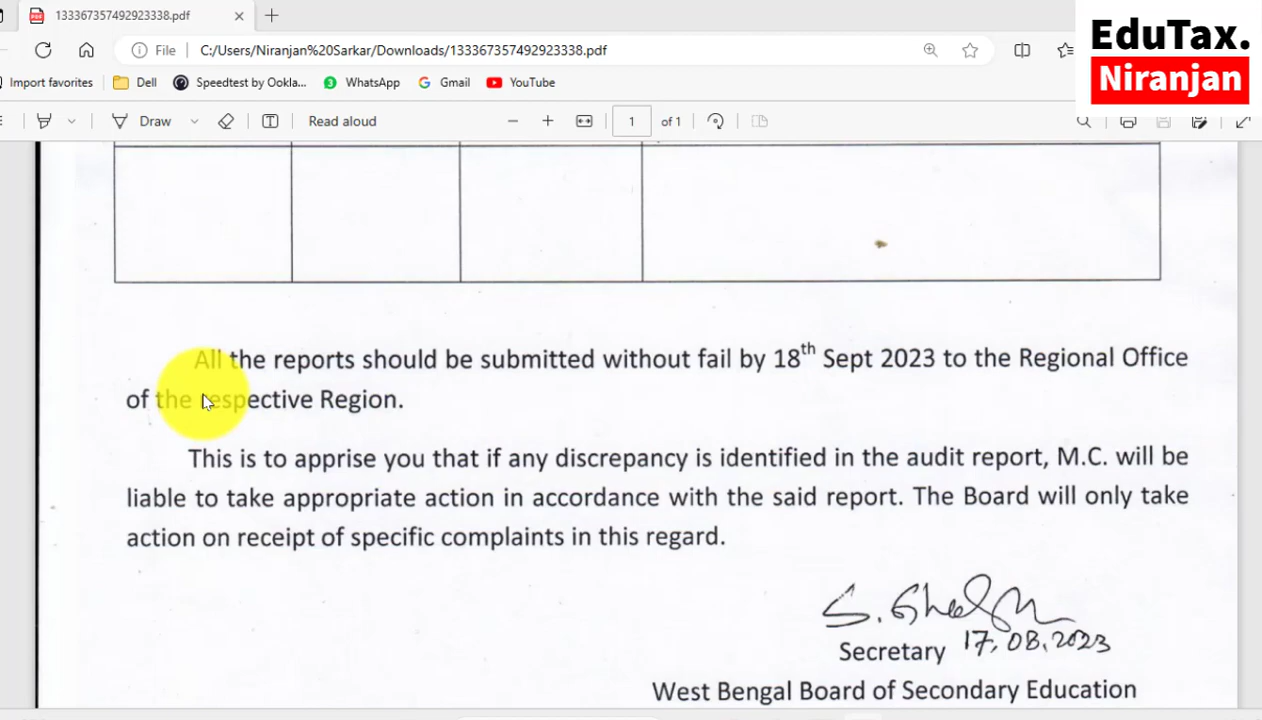 133367357492923338.pdf
EduTax.
Niranjan
File C:/Users/Niranjan%20Sarkar/Downloads/133367357492923338.pdf
Import favorites Dell Speedtest by Ookla... 3 WhatsApp Gmail YouTube
Draw Read aloud 1 of 1
All the reports should be submitted without fail by 18th Sept 2023 to the Regional Office
of the respective Region.
This is to apprise you that if any discrepancy is identified in the audit report, M.C. will be
liable to take appropriate action in accordance with the said report. The Board will only take
action on receipt of specific complaints in this regard.
17.08.2023
Secretary
West Bengal Board of Secondary Education